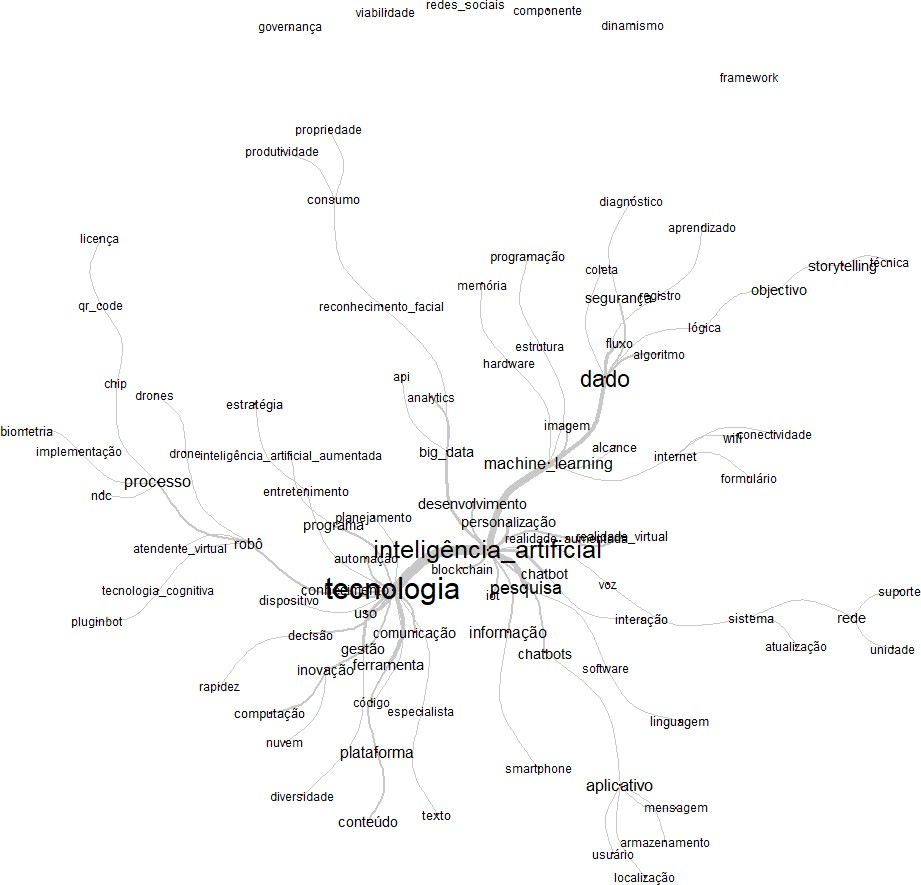 redes_sociais
viabilidade
componente
governança
dinamismo
framework
propriedade
produtividade
consumo
diagnóstico
aprendizado
licença
programação
storytelling
técnica
coleta
memória
objectivo
segurança
registro
qr_code
reconhecimento_facial
lógica
fluxo
estrutura
algoritmo
hardware
api
dado
chip
drones
analytics
estratégia
imagem
biometria
wifi
conectividade
alcance
implementação
drone
inteligência_artificial_aumentada
big_data
internet
machine_learning
processo
formulário
ndc
entretenimento
desenvolvimento
planejamento
programa
personalização
realidade_aumentada
realidade_virtual
atendente_virtual
robô
inteligência_artificial
automação
blockchain
chatbot
tecnologia_cognitiva
conhecimento
tecnologia
pesquisa
voz
iot
suporte
dispositivo
uso
pluginbot
interação
sistema
rede
decisão
comunicação
informação
gestão
atualização
unidade
chatbots
inovação
ferramenta
software
rapidez
código
computação
especialista
linguagem
nuvem
plataforma
smartphone
aplicativo
diversidade
mensagem
conteúdo
texto
armazenamento
usuário
localização